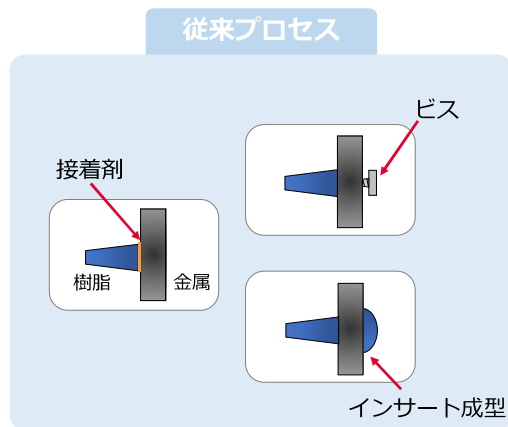 従来プロセス
ビス
接着剤
樹脂
金属
インサート成型